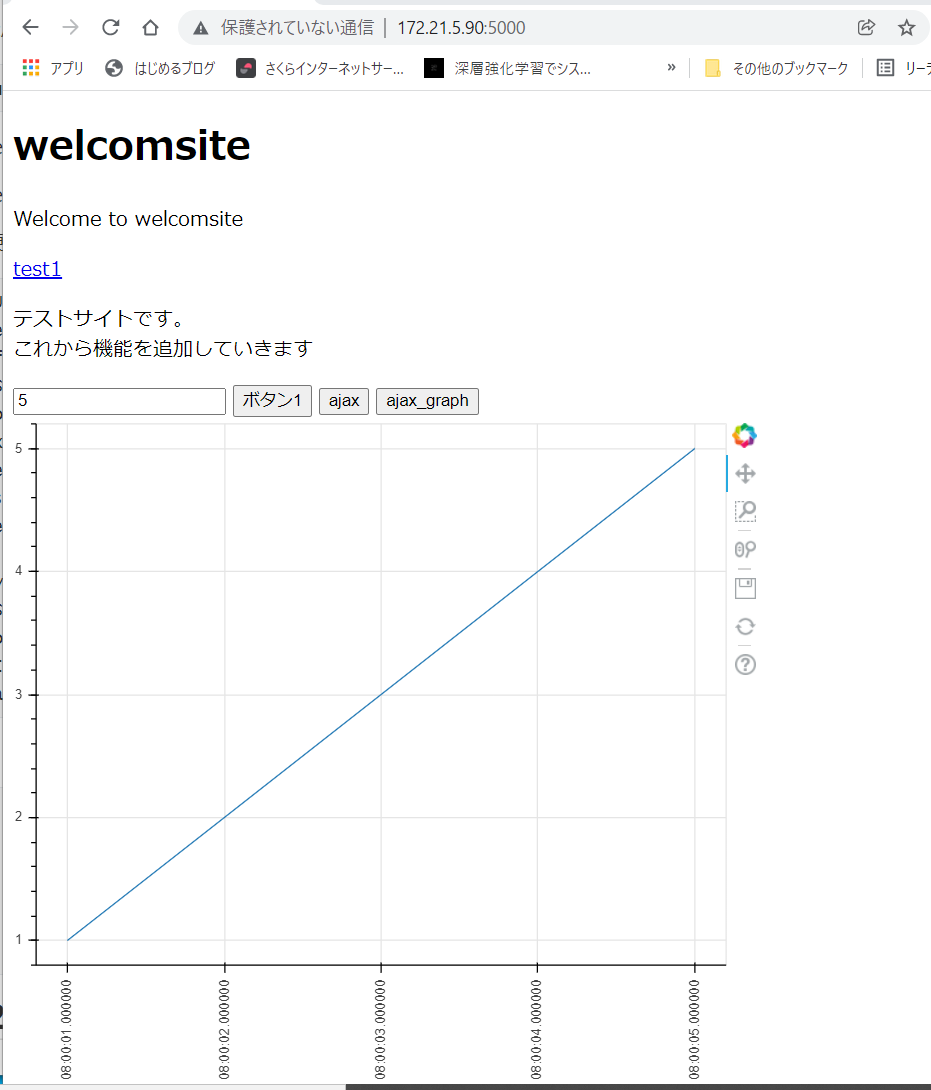 保護されていない通信 | 172.21.5.90:5000
アプリ はじめるブログ さくらインターネットサー... 深層強化学習でシス... » その他のブックマーク リーデ
welcomsite
Welcome to welcomsite
test1
テストサイトです。
これから機能を追加していきます
5 ボタン1 ajax ajax_graph
5
4
3
2
1
08:00:01.000000 08:00:02.000000 08:00:03.000000 08:00:04.000000 08:00:05.000000